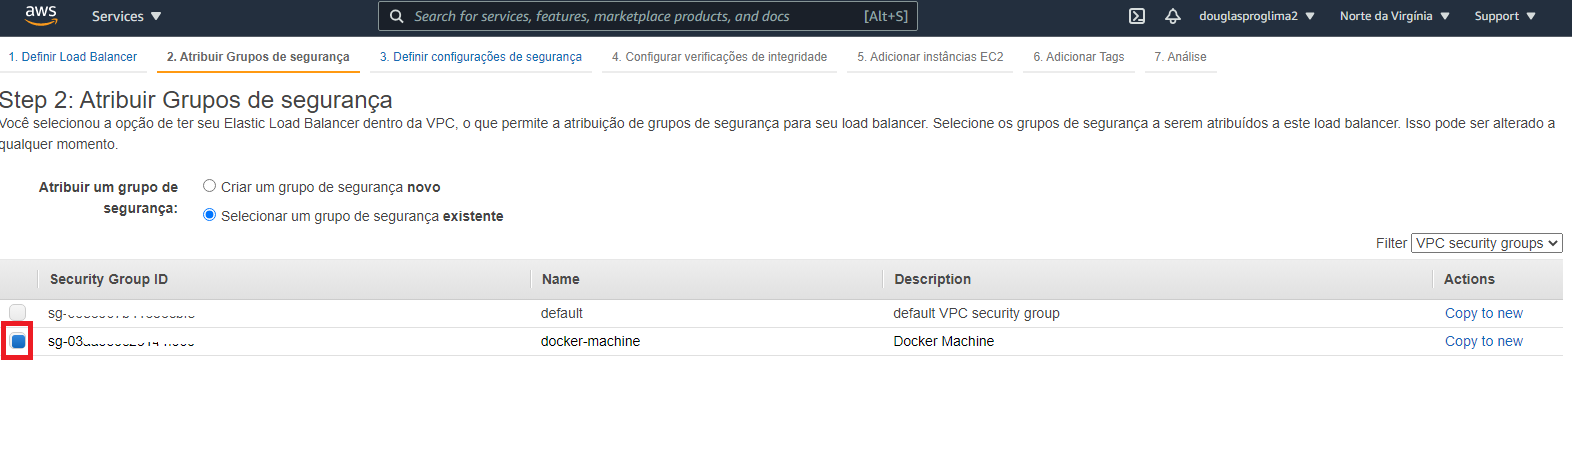 aws Services Search for services, features, marketplace products, and docs [Alt+S] douglasproglima2 Norte da Virgínia Support
1. Definir Load Balancer 2. Atribuir Grupos de segurança 3. Definir configurações de segurança 4. Configurar verificações de integridade 5. Adicionar instâncias EC2 6. Adicionar Tags 7. Análise
Step 2: Atribuir Grupos de segurança
Você selecionou a opção de ter seu Elastic Load Balancer dentro da VPC, o que permite a atribuição de grupos de segurança para seu load balancer. Selecione os grupos de segurança a serem atribuídos a este load balancer. Isso pode ser alterado a
qualquer momento.
Atribuir um grupo de segurança:
Criar um grupo de segurança novo
Selecionar um grupo de segurança existente
Filter VPC security groups
Security Group ID Name Description Actions
default default VPC security group Copy to new
docker-machine Docker Machine Copy to new